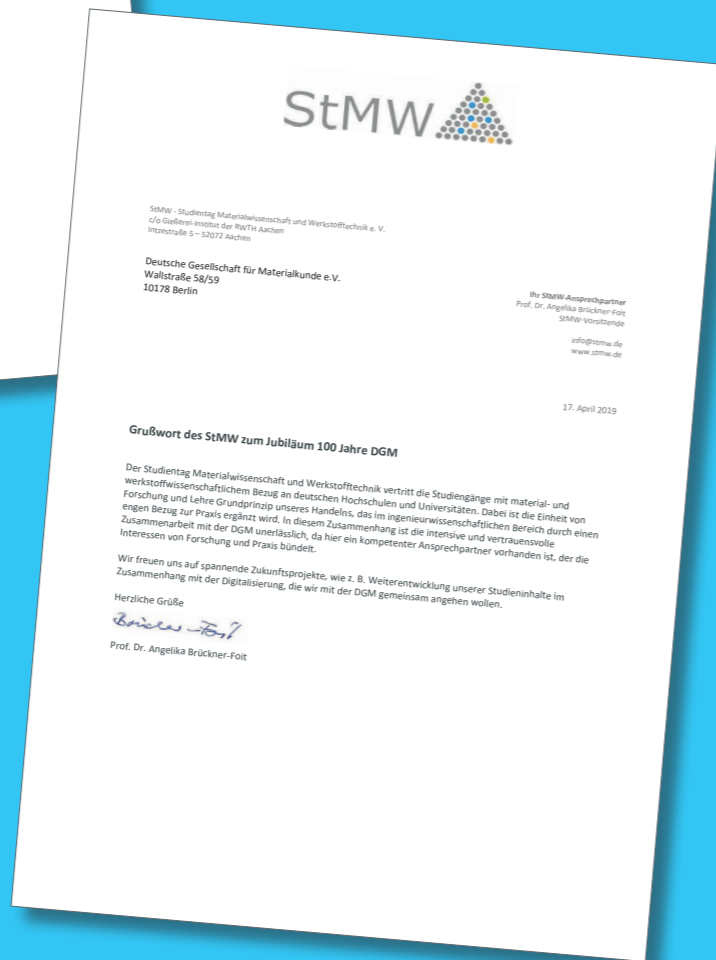 StMW
StMW - Studientag Materialwissenschaft und Werkstofftechnik e. V.
c/o Gießerei-Institut der RWTH Aachen
Intzestraße 5 – 52072 Aachen
Deutsche Gesellschaft für Materialkunde e.V.
Wallstraße 58/59
10178 Berlin
Ihr StMW-Ansprechpartner
Prof. Dr. Angelika Brückner-Foit
StMW-Vorsitzende
info@stmw.de
www.stmw.de
17. April 2019
Grußwort des StMW zum Jubiläum 100 Jahre DGM
Der Studientag Materialwissenschaft und Werkstofftechnik vertritt die Studiengänge mit material- und
werkstoffwissenschaftlichem Bezug an deutschen Hochschulen und Universitäten. Dabei ist die Einheit von
Forschung und Lehre Grundprinzip unseres Handelns, das im ingenieurwissenschaftlichen Bereich durch einen
engen Bezug zur Praxis ergänzt wird. In diesem Zusammenhang ist die intensive und vertrauensvolle
Zusammenarbeit mit der DGM unerlässlich, da hier ein kompetenter Ansprechpartner vorhanden ist, der die
Interessen von Forschung und Praxis bündelt.
Wir freuen uns auf spannende Zukunftsprojekte, wie z. B. Weiterentwicklung unserer Studieninhalte im
Zusammenhang mit der Digitalisierung, die wir mit der DGM gemeinsam angehen wollen.
Herzliche Grüße
Brückner-Foit
Prof. Dr. Angelika Brückner-Foit